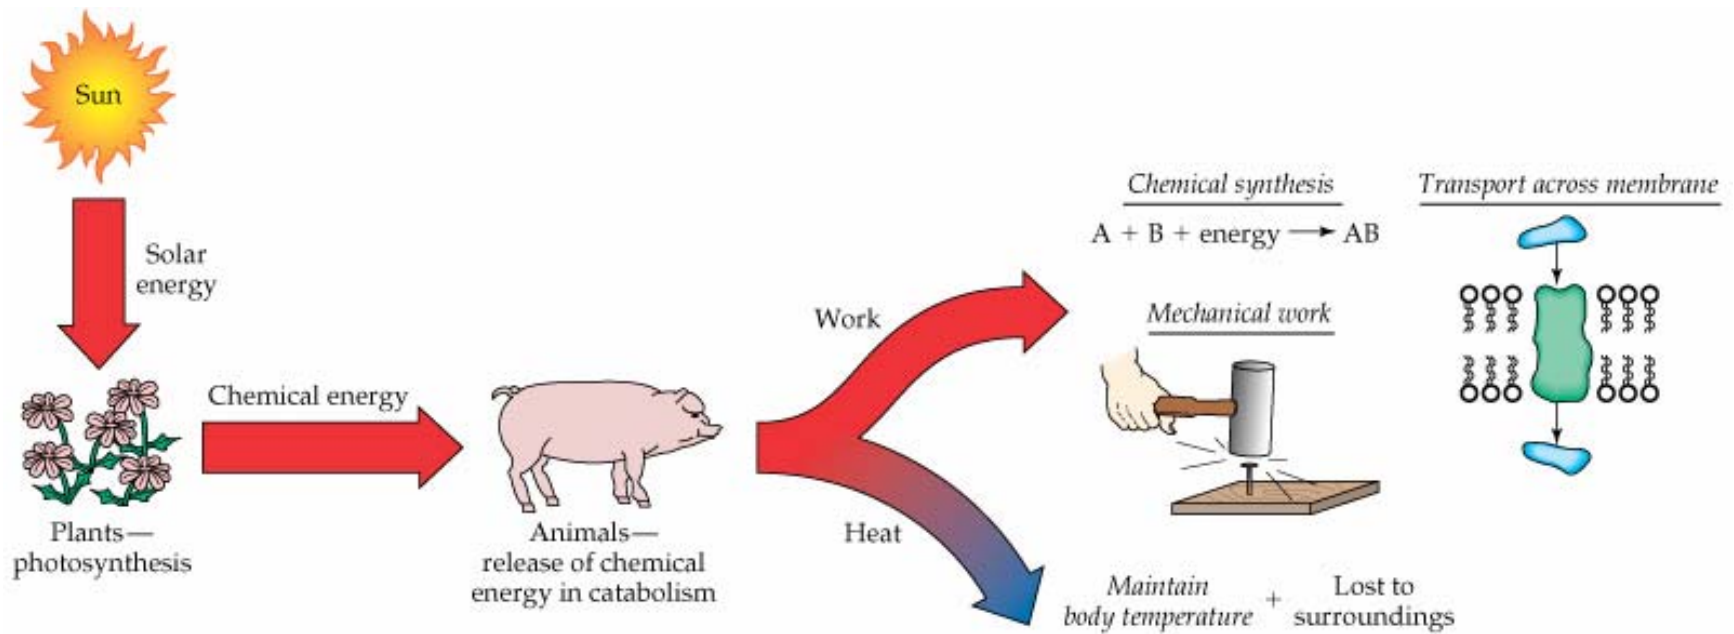 Sun
Solar
energy
Chemical energy
Plants—
photosynthesis
Animals—
release of chemical
energy in catabolism
Work
Heat
Chemical synthesis
A + B + energy → AB
Transport across membrane
Mechanical work
Maintain
body temperature
+
Lost to
surroundings